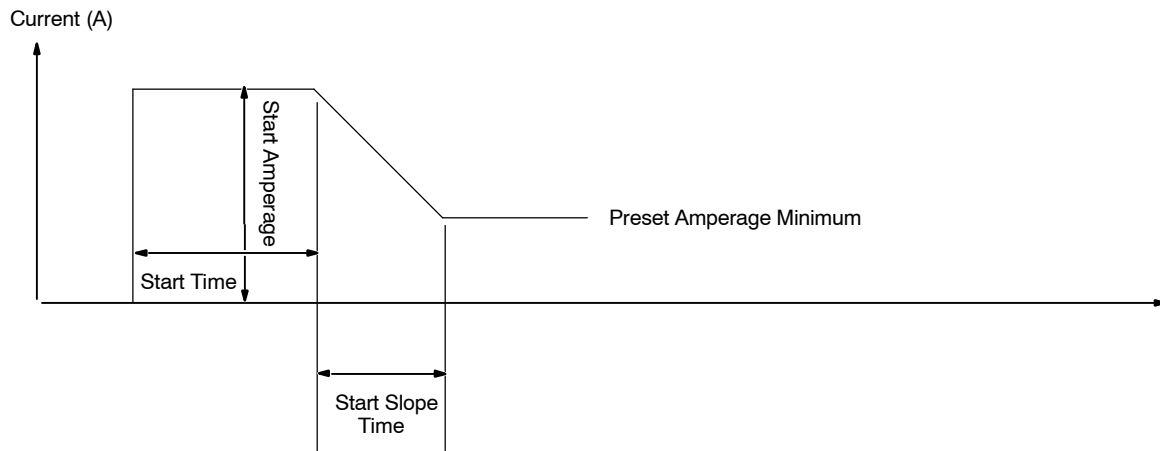 Current (A)
Start Amperage
Preset Amperage Minimum
Start Time
Start Slope
Time